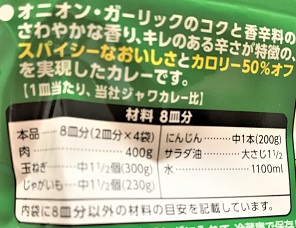 ●オニオン・ガーリックのコクと香辛料の
さわやかな香り、キレのある辛さが特徴の、
スパイシーなおいしさとカロリー50%オフ
を実現したカレーです。
【1皿当たり、当社ジャワカレー比】
材料 8皿分
本品 8皿分(2皿分×4袋)
肉 400g
玉ねぎ 中1 1/2個(300g)
じゃがいも 中1 1/2個(230g)
にんじん 中1本(200g)
サラダ油 大さじ1 1/2
水 1100ml
内袋に8皿分以外の材料の目安を記載しています。
冷蔵庫で保存